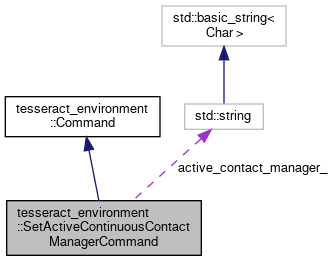 std::basic_string<
Char >
tesseract_environment
::Command
std::string
active_contact_manager_
tesseract_environment
::SetActiveContinuousContact
ManagerCommand